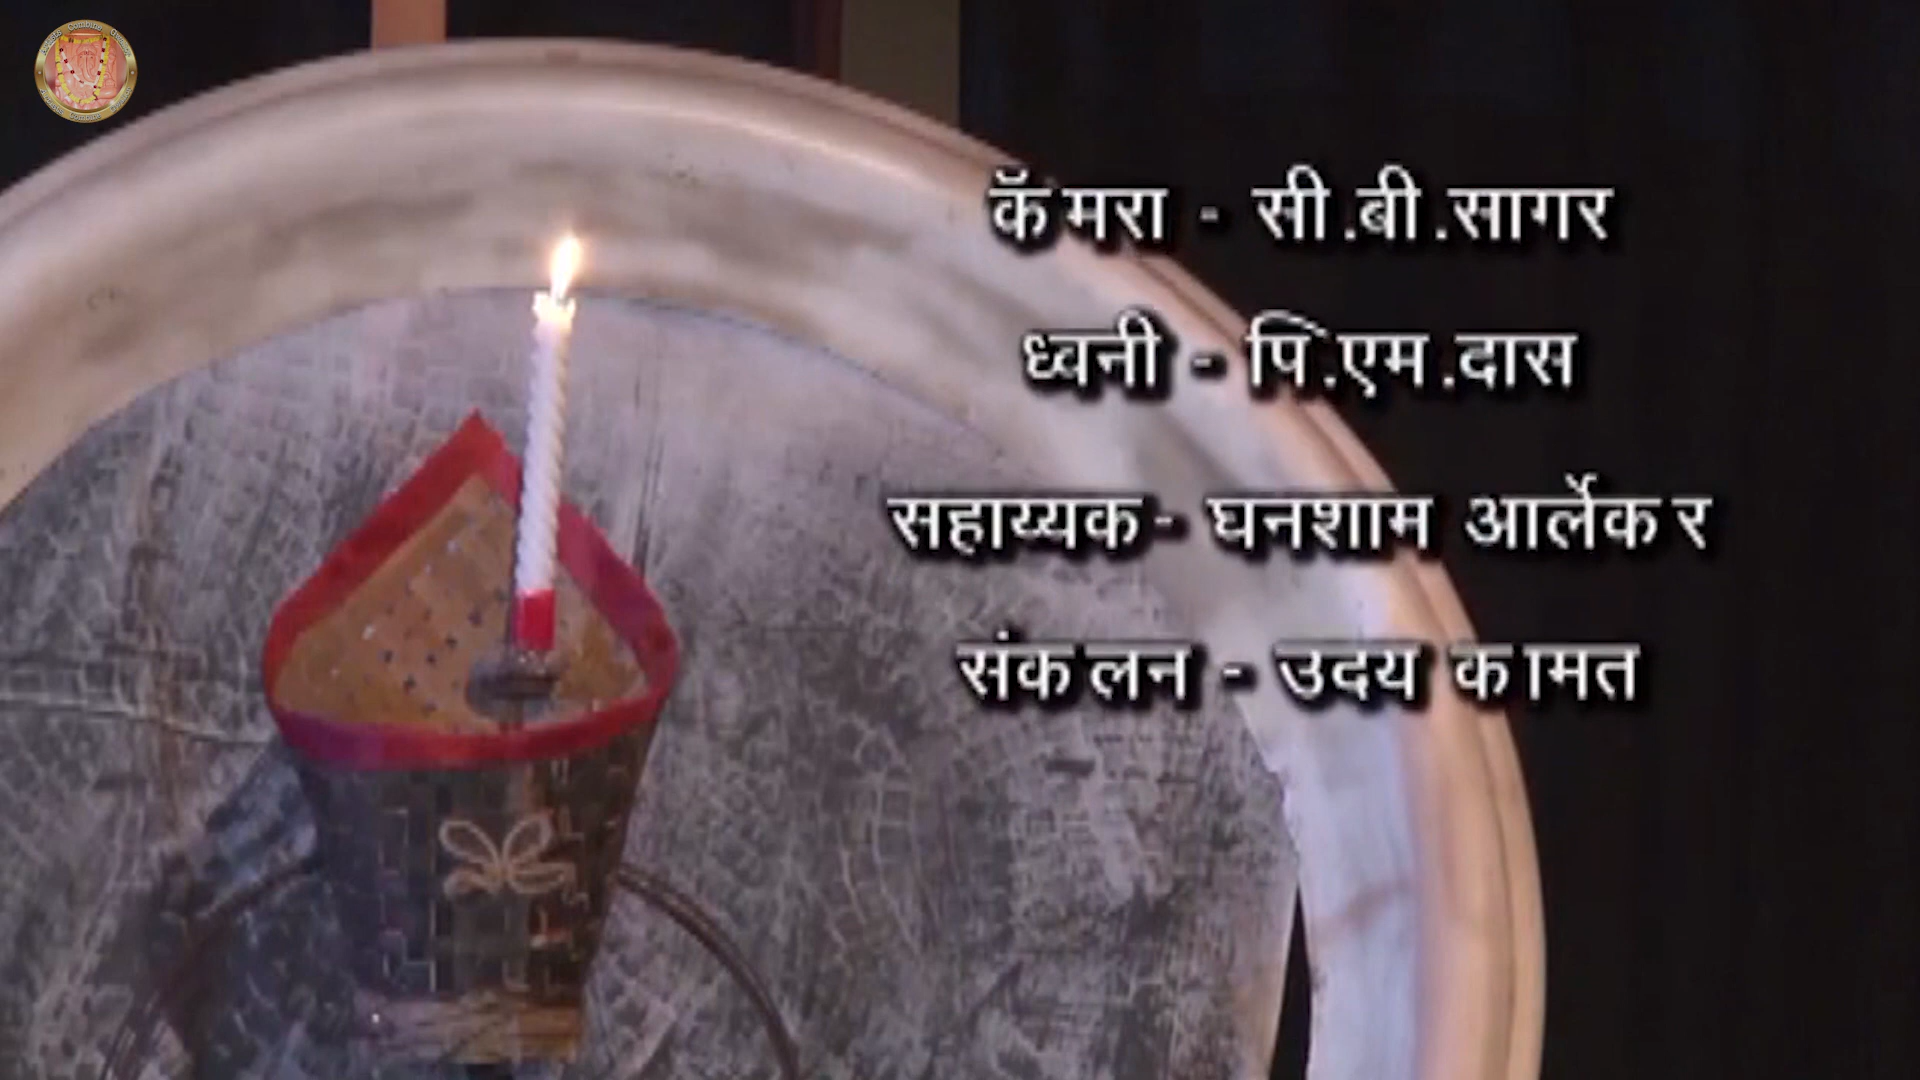 कॅमरा - सी.बी.सागर
ध्वनी - पि.एम.दास
सहाय्यक- घनशाम आर्लेकर
संकलन - उदय कामत